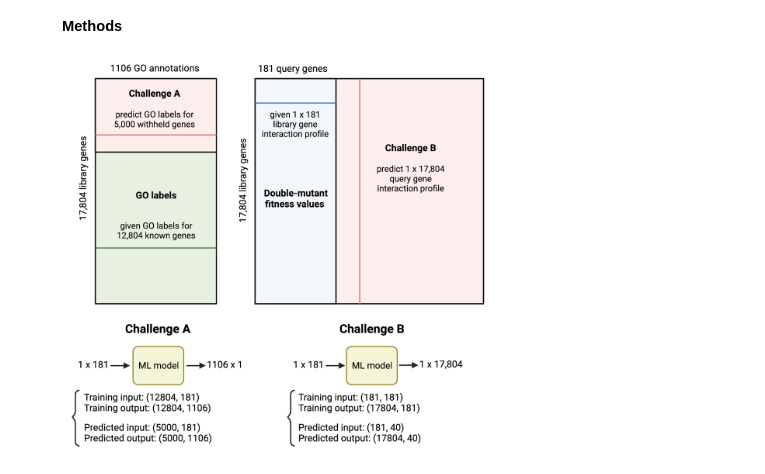 Methods
1106 GO annotations
17,804 library genes
Challenge A
predict GO labels for
5,000 withheld genes
GO labels
given GO labels for
12,804 known genes
181 query genes
17,804 library genes
given 1 x 181
library gene
interaction profile
Double-mutant
fitness values
Challenge B
predict 1 x 17,804
query gene
interaction profile
Challenge A
1 x 181
ML model
1106 x 1
Training input: (12804, 181)
Training output: (12804, 1106)
Predicted input: (5000, 181)
Predicted output: (5000, 1106)
Challenge B
1 x 181
ML model
1 x 17,804
Training input: (181, 181)
Training output: (17804, 181)
Predicted input: (181, 40)
Predicted output: (17804, 40)